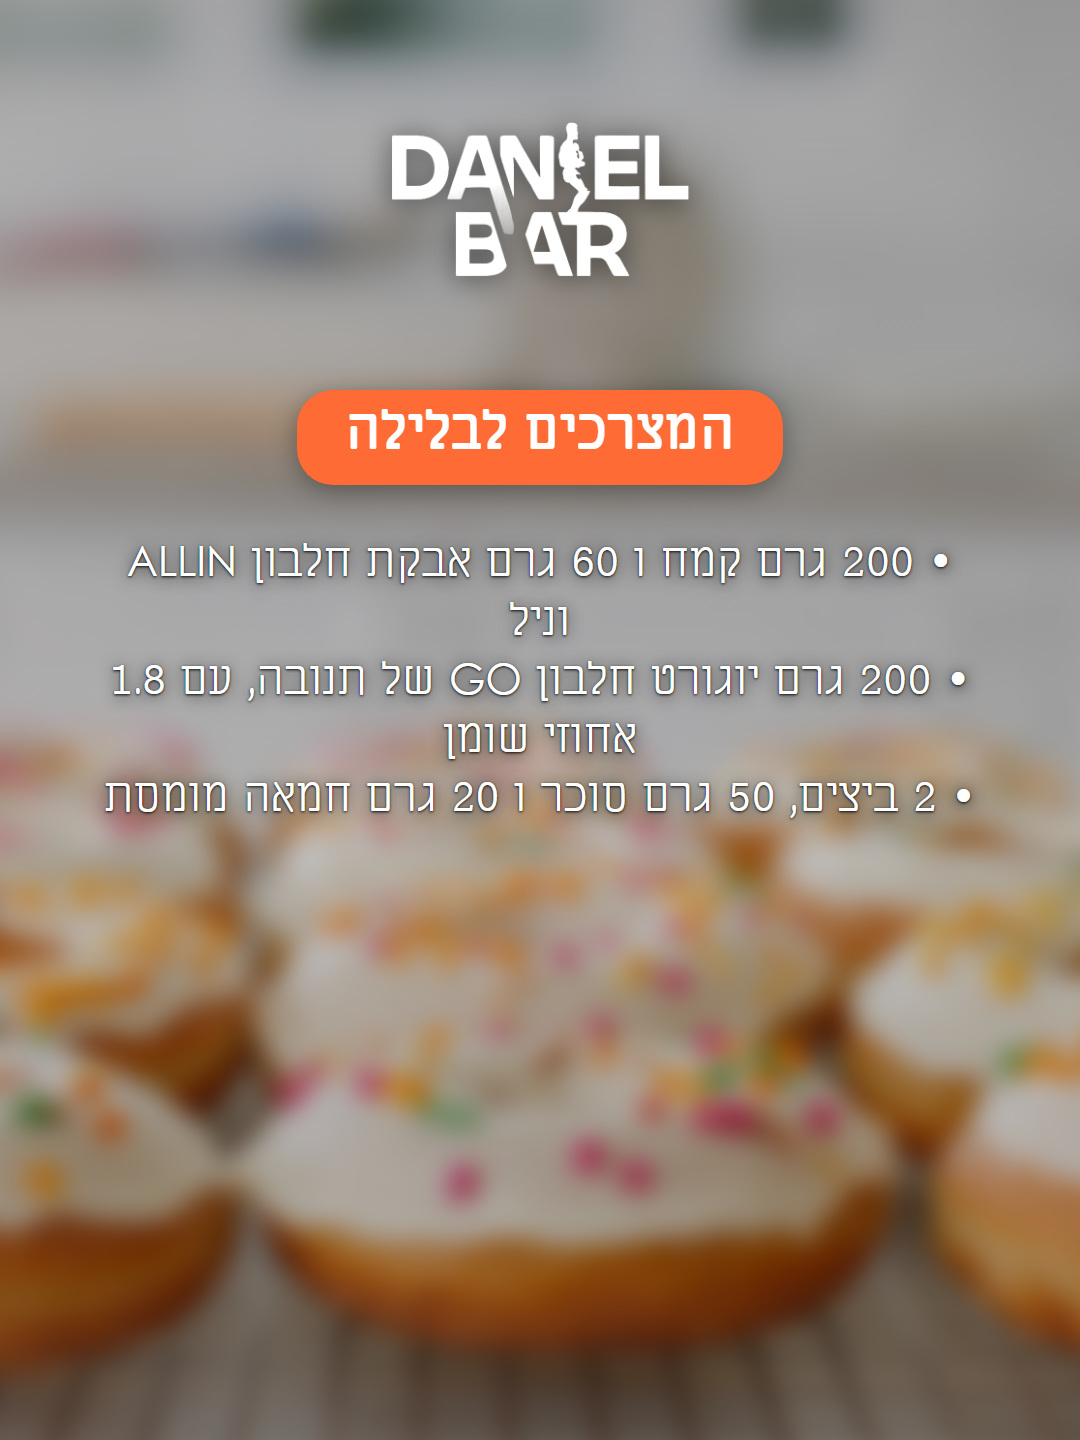 DANIEL
BAR
המצרכים לבלילה
• 200 גרם קמח ו 60 גרם אבקת חלבון ALLIN
וניל
• 200 גרם יוגורט חלבון GO של תנובה, עם 1.8
אחוזי שומן
• 2 ביצים, 50 גרם סוכר ו 20 גרם חמאה מומסת